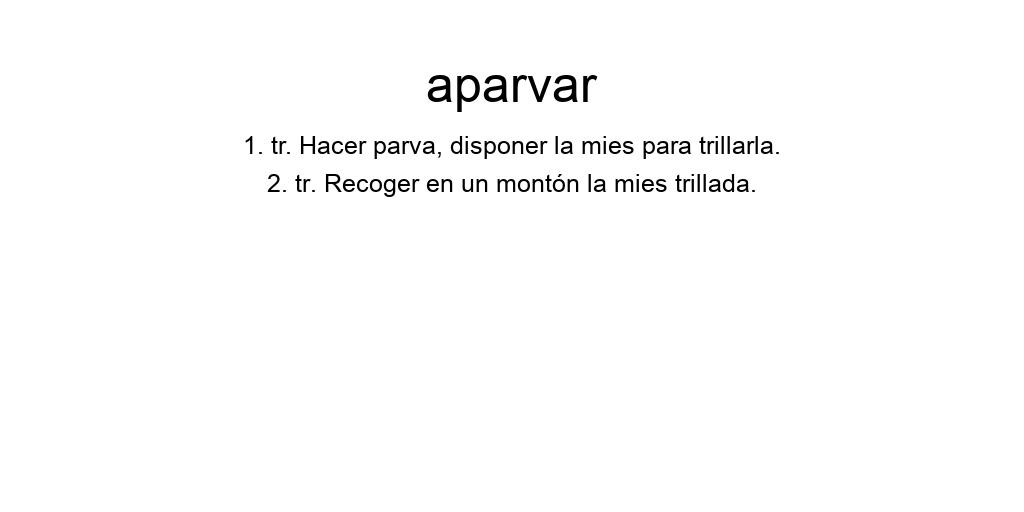 aparvar
1. tr. Hacer parva, disponer la mies para trillarla.
2. tr. Recoger en un montón la mies trillada.